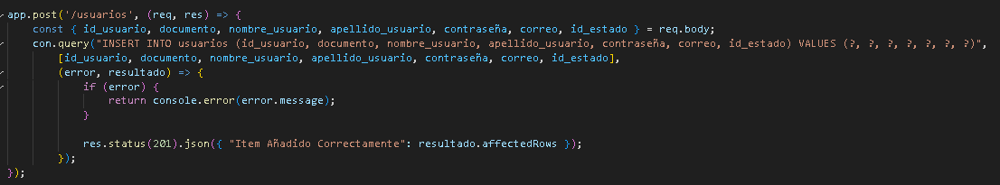 app.post('/usuarios', (req, res) => {
    const { id_usuario, documento, nombre_usuario, apellido_usuario, contraseña, correo, id_estado } = req.body;
    con.query("INSERT INTO usuarios (id_usuario, documento, nombre_usuario, apellido_usuario, contraseña, correo, id_estado) VALUES (?, ?, ?, ?, ?, ?, ?)",
        [id_usuario, documento, nombre_usuario, apellido_usuario, contraseña, correo, id_estado],
        (error, resultado) => {
            if (error) {
                return console.error(error.message);
            }
            res.status(201).json({ "Item Añadido Correctamente": resultado.affectedRows });
        });
});